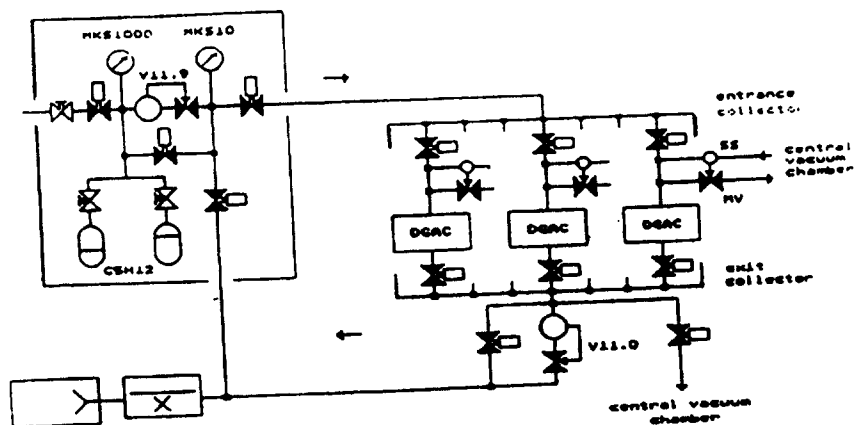 MKS1000
MKS10
V11.9
entrance
collector
SS
central
vacuum
chamber
MV
DGAC
DGAC
DGAC
C5H12
exit
collector
V11.0
central vacuum
chamber